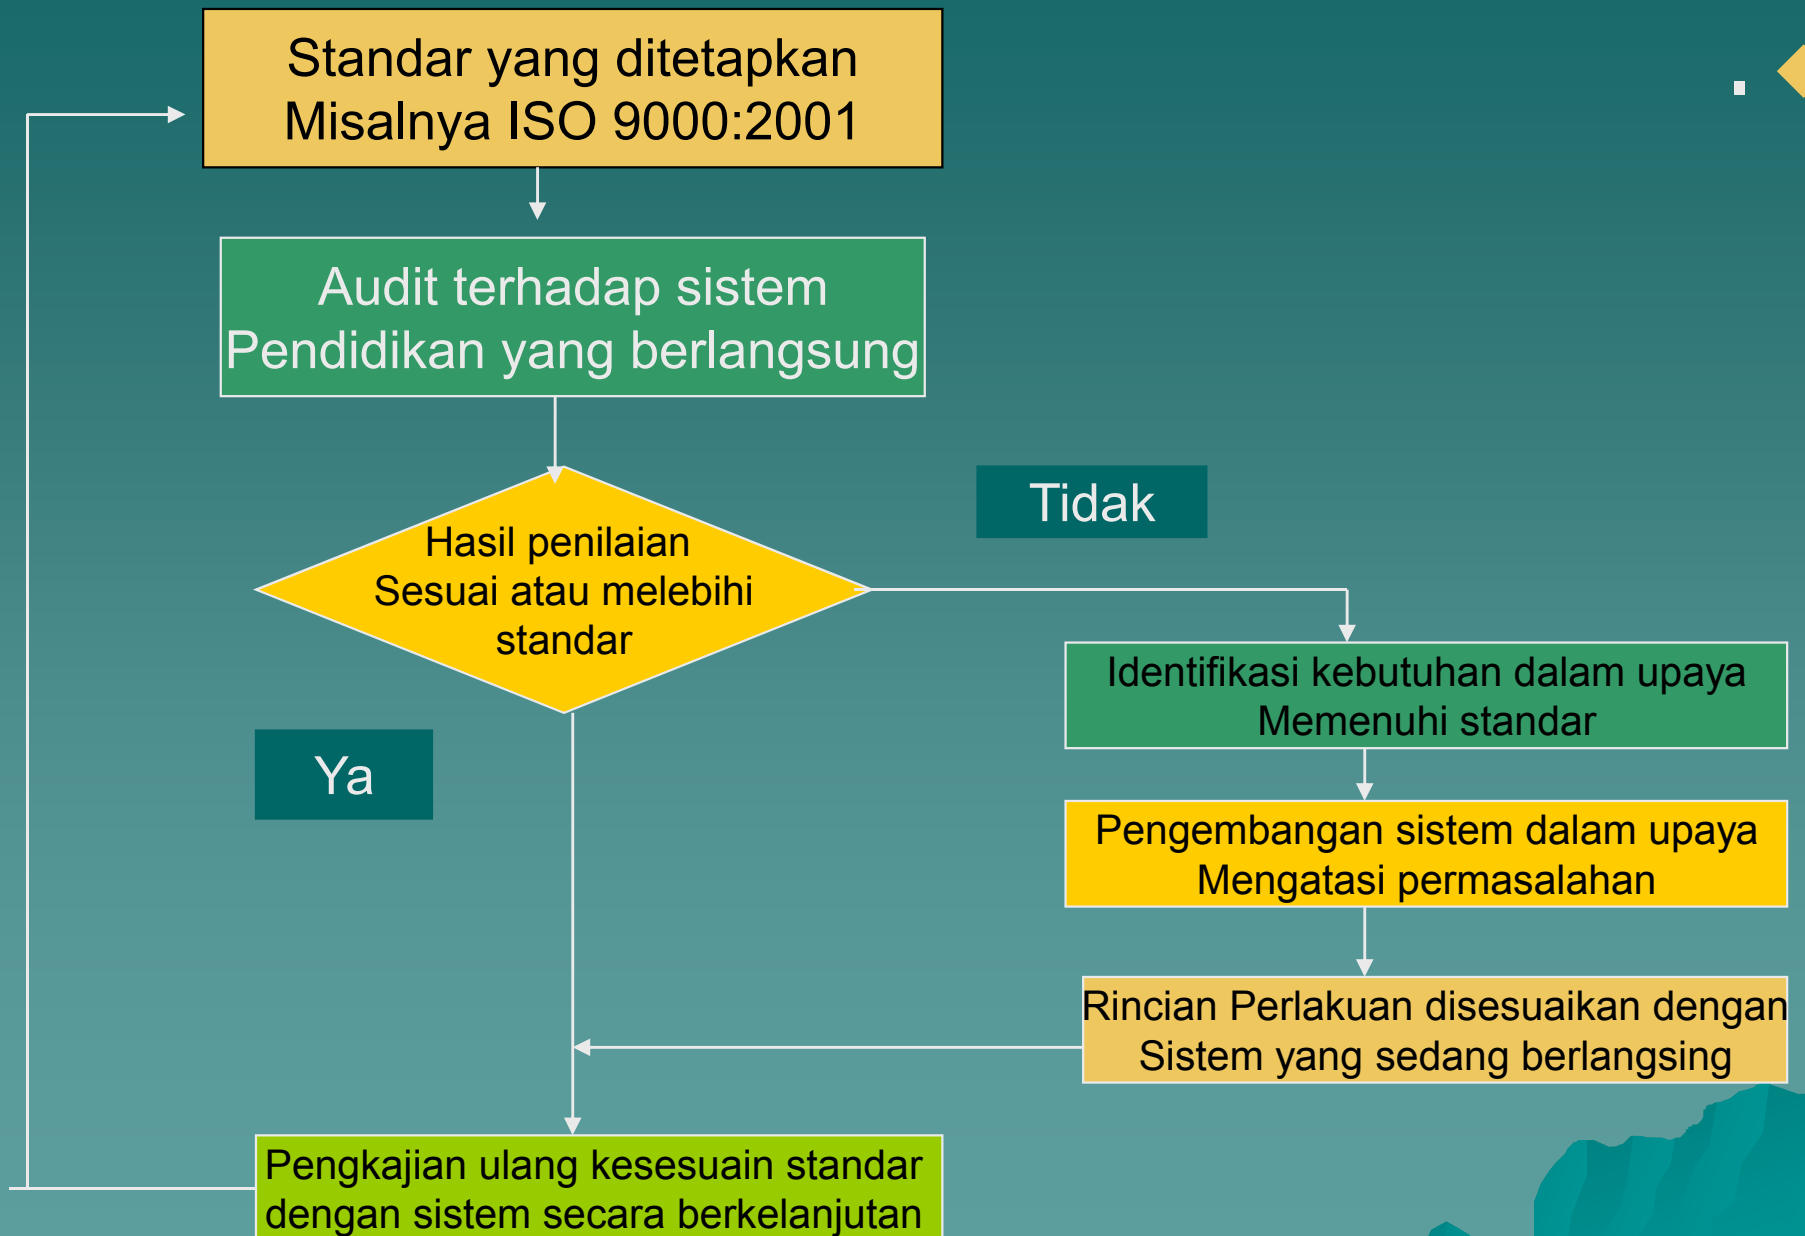 Standar yang ditetapkan
Misalnya ISO 9000:2001
Audit terhadap sistem
Pendidikan yang berlangsung
Hasil penilaian
Sesuai atau melebihi
standar
Tidak
Ya
Identifikasi kebutuhan dalam upaya
Memenuhi standar
Pengembangan sistem dalam upaya
Mengatasi permasalahan
Rincian Perlakuan disesuaikan dengan
Sistem yang sedang berlangsing
Pengkajian ulang kesesuain standar
dengan sistem secara berkelanjutan